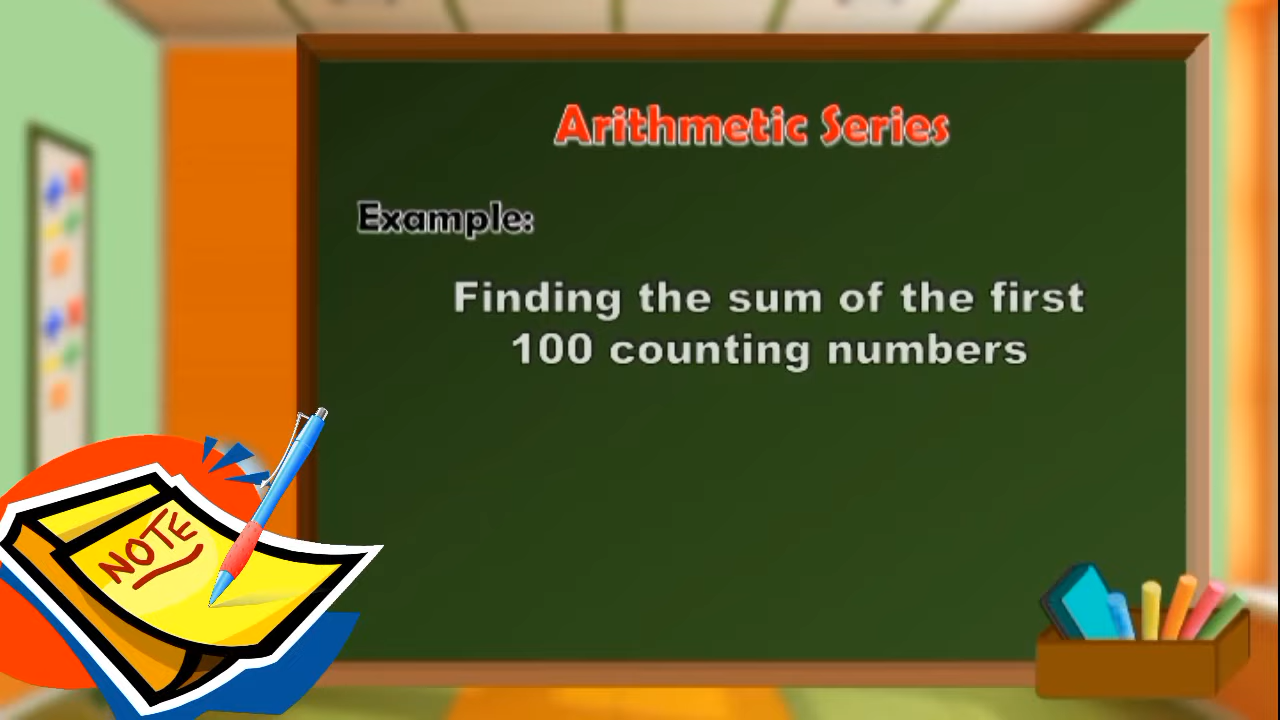 Arithmetic Series
Example:
Finding the sum of the first
100 counting numbers
NOTE